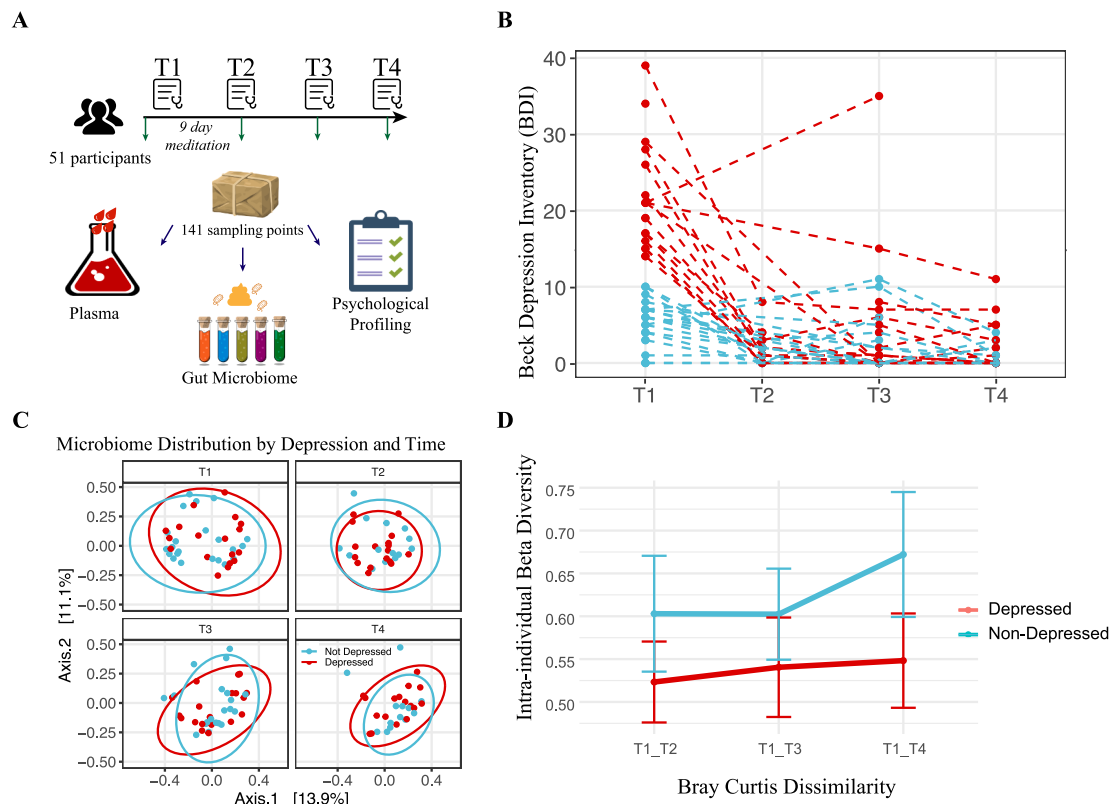 A
T1 T2 T3 T4
9 day
meditation
51 participants
141 sampling points
Plasma
Psychological
Profiling
Gut Microbiome
B
Beck Depression Inventory (BDI)
40
30
20
10
0
T1 T2 T3 T4
C
Microbiome Distribution by Depression and Time
T1 T2
0.50
0.25
0.00
−0.25
−0.50
T3 T4
Not Depressed
Depressed
0.50
0.25
0.00
−0.25
−0.50
−0.4 0.0 0.4 −0.4 0.0 0.4
Axis.2 [11.1%]
Axis.1 [13.9%]
D
Intra-individual Beta Diversity
0.75
0.70
0.65
0.60
0.55
0.50
T1_T2 T1_T3 T1_T4
Bray Curtis Dissimilarity
Depressed
Non-Depressed